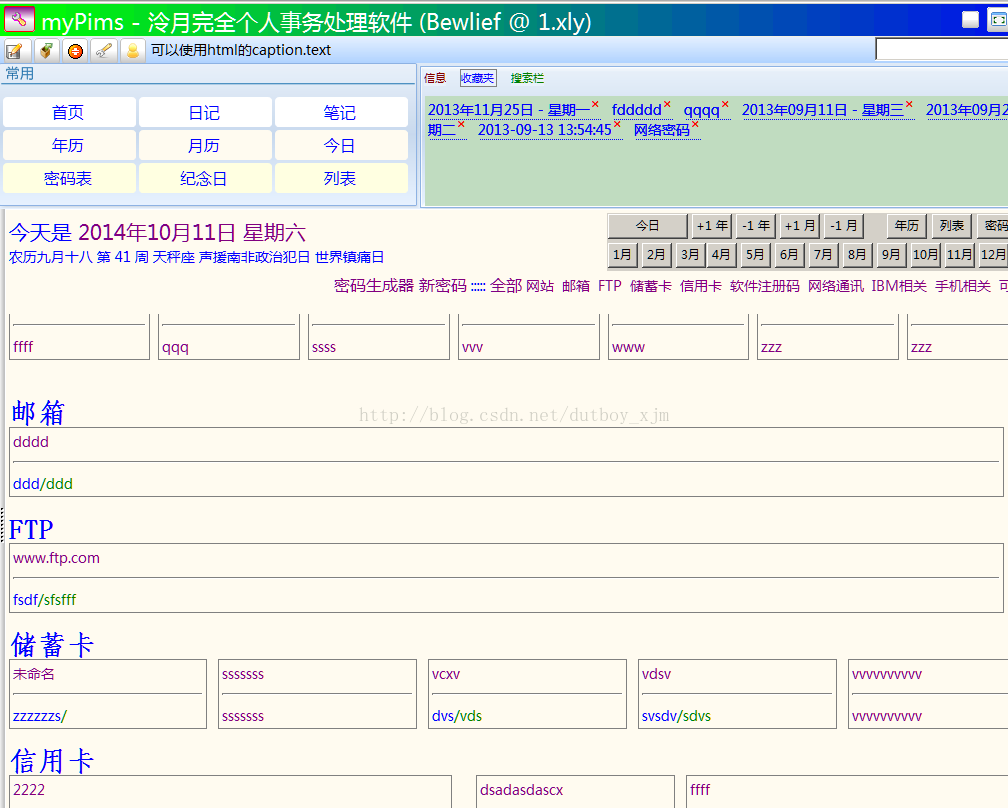 myPims - 泠月完全个人事务处理软件 (Bewlief @ 1.xly)
可以使用html的caption.text
常用
首页 日记 笔记
年历 月历 今日
密码表 纪念日 列表
信息 收藏夹 搜索栏
2013年11月25日 - 星期一 fddddd qqqq 2013年09月11日 - 星期三 2013年09月2
期二 2013-09-13 13:54:45 网络密码
今天是 2014年10月11日 星期六
农历九月十八 第 41 周 天秤座 声援南非政治犯日 世界镇痛日
今日 +1 年 -1 年 +1 月 -1 月 年历 列表 密码
1月 2月 3月 4月 5月 6月 7月 8月 9月 10月 11月 12月
密码生成器 新密码 ::::: 全部 网站 邮箱 FTP 储蓄卡 信用卡 软件注册码 网络通讯 IBM相关 手机相关
ffff qqq ssss vvv www zzz zzz
邮箱
http://blog.csdn.net/dutboy_xjm
dddd
ddd/ddd
FTP
www.ftp.com
fsdf/sfsfff
储蓄卡
未命名 sssssss vcxv vdsv vvvvvvvvvv
zzzzzzs/ sssssss dvs/vds svsdv/sdvs vvvvvvvvvv
信用卡
2222 dsadasdascx ffff